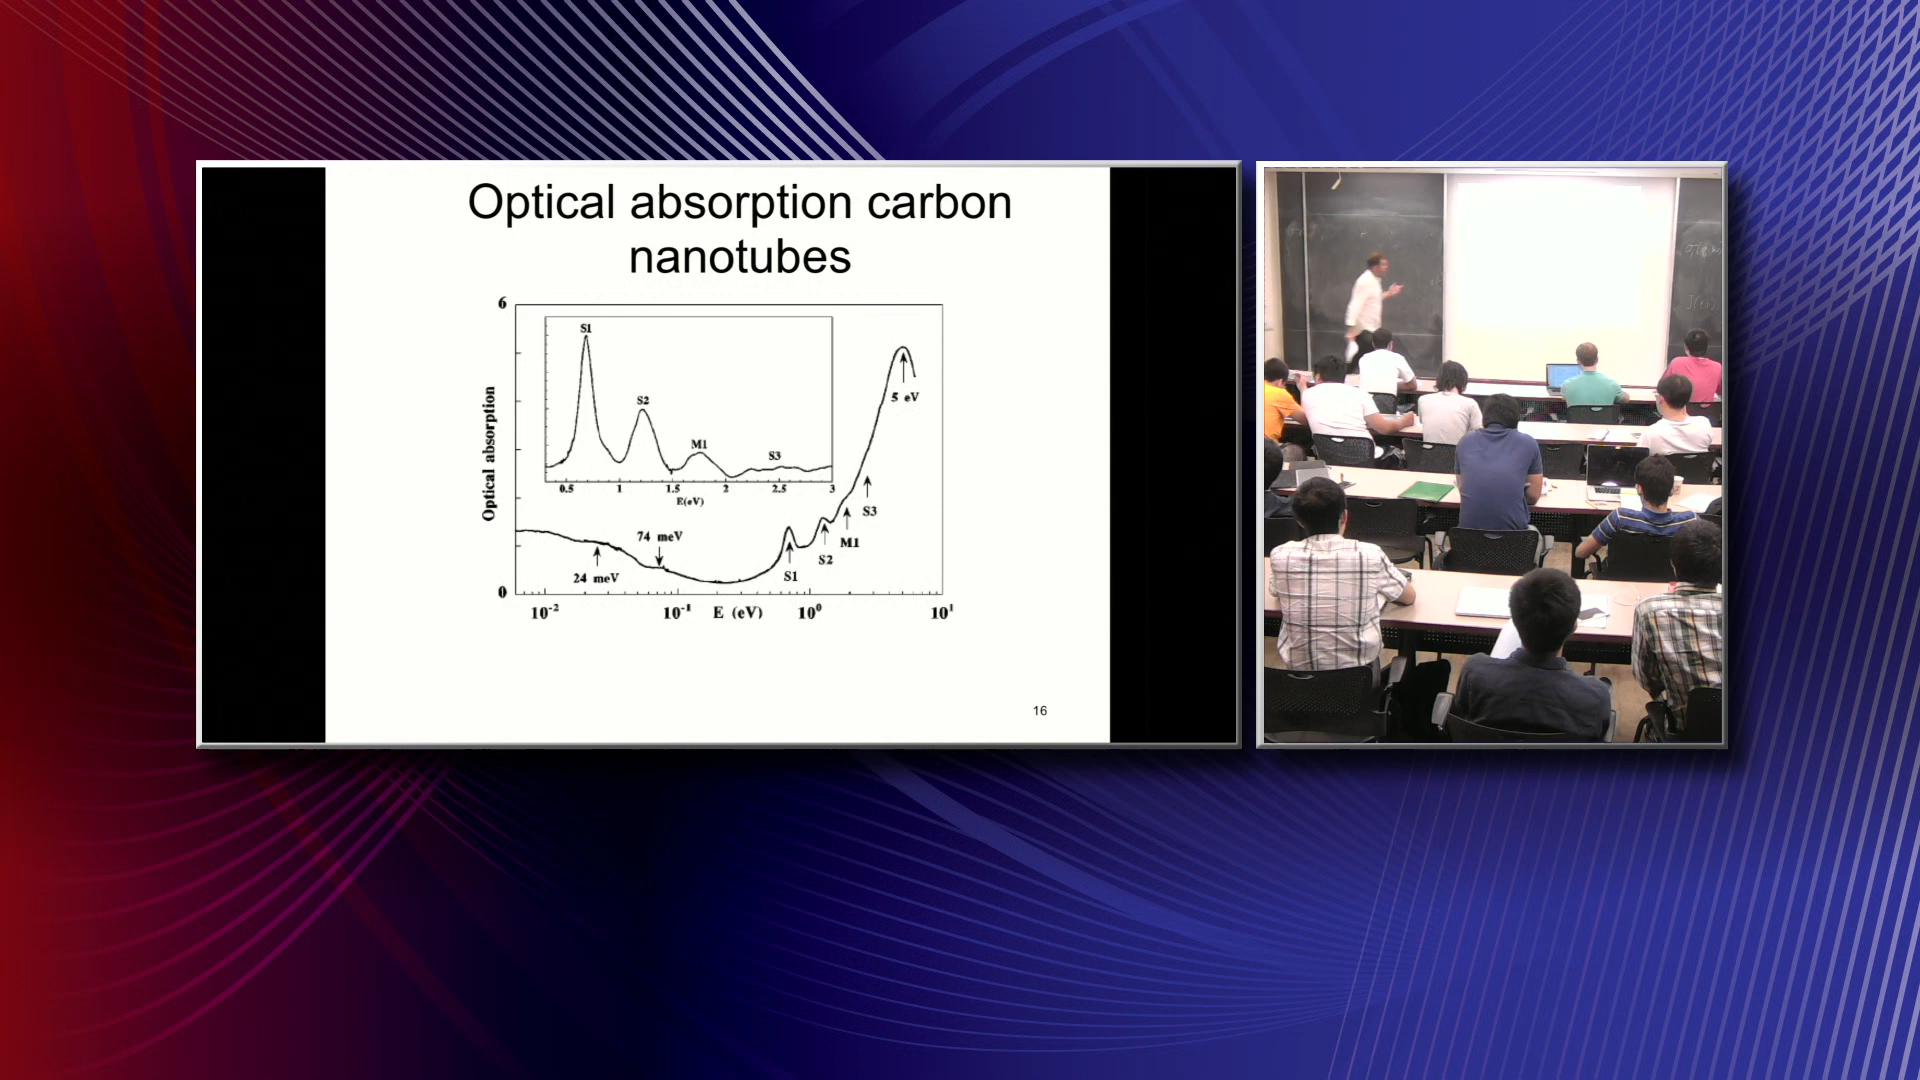 Optical absorption carbon
nanotubes
6
S1
S2
M1
S3
0.5 1 1.5 2 2.5 3
E(eV)
5 eV
Optical absorption
S3
M1
S2
S1
74 meV
24 meV
0
10-2 10-1 E (eV) 100 101
16